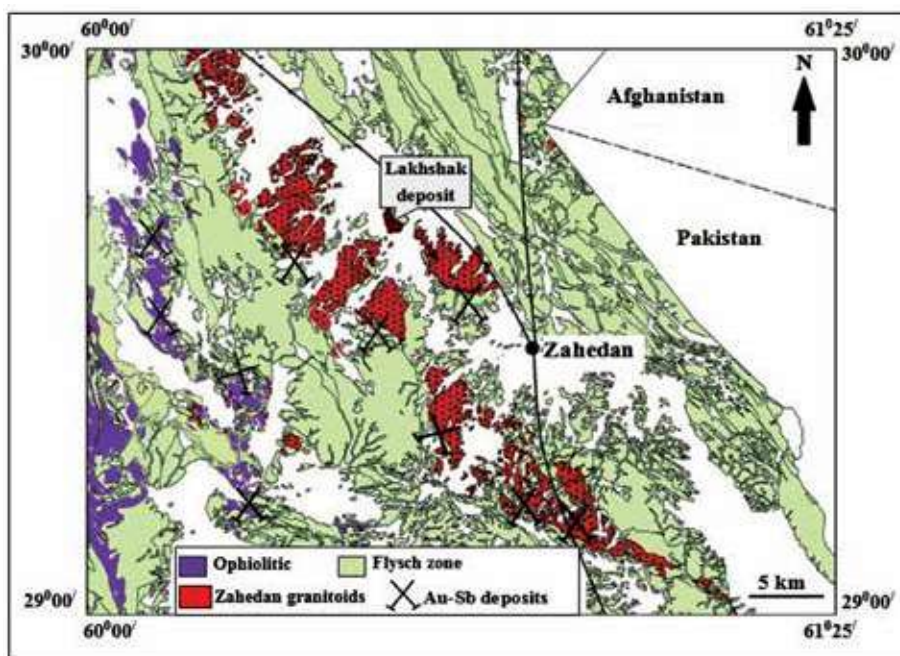 60⁰00′
61⁰25′
30⁰00′
30⁰00′
N
Afghanistan
Lakhshak
deposit
Pakistan
Zahedan
Ophiolitic
Flysch zone
Zahedan granitoids
Au-Sb deposits
5 km
29⁰00′
29⁰00′
60⁰00′
61⁰25′